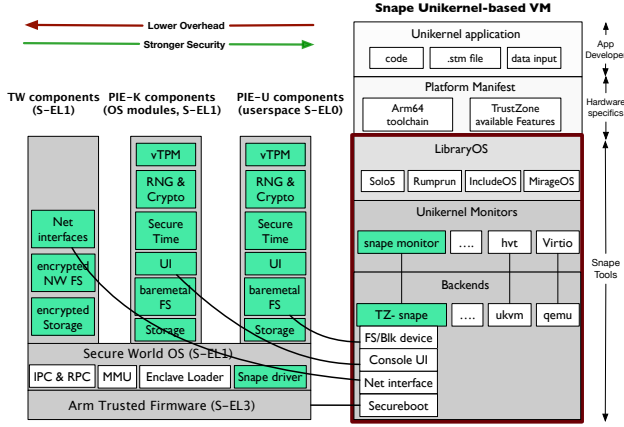 Snape Unikernel-based VM
Lower Overhead
Stronger Security
Unikernel application
code
.stm file
data input
App
Developer
TW components
(S-EL1)
PIE-K components
(OS modules, S-EL1)
PIE-U components
(userspace S-EL0)
Platform Manifest
Arm64
toolchain
TrustZone
available Features
Hardware
specifics
vTPM
RNG &
Crypto
Secure
Time
UI
baremetal
FS
Storage
vTPM
RNG &
Crypto
Secure
Time
UI
baremetal
FS
Storage
Net
interfaces
encrypted
NW FS
encrypted
Storage
LibraryOS
Solo5
Rumprun
IncludeOS
MirageOS
Unikernel Monitors
snape monitor
....
hvt
Virtio
Backends
TZ- snape
....
ukvm
qemu
FS/Blk device
Console UI
Net interface
Secureboot
Snape
Tools
Secure World OS (S-EL1)
IPC & RPC
MMU
Enclave Loader
Snape driver
Arm Trusted Firmware (S-EL3)